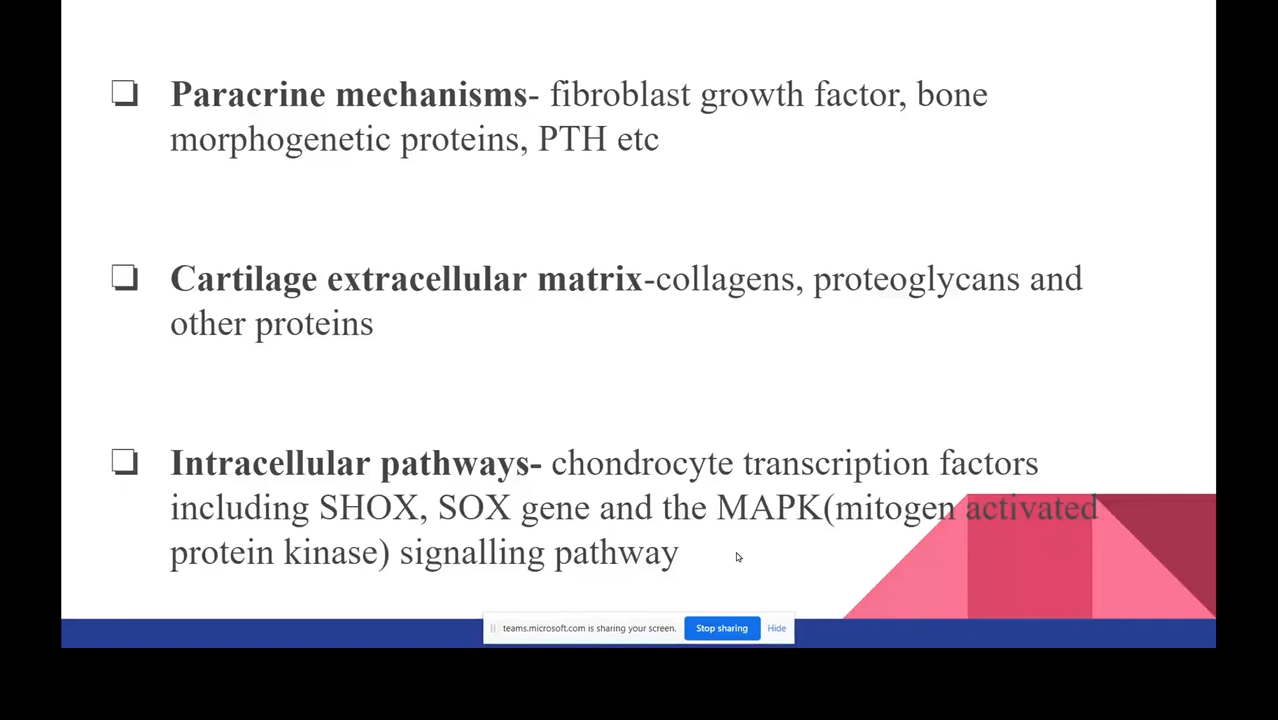 ❏ Paracrine mechanisms- fibroblast growth factor, bone
morphogenetic proteins, PTH etc
❏ Cartilage extracellular matrix-collagens, proteoglycans and
other proteins
❏ Intracellular pathways- chondrocyte transcription factors
including SHOX, SOX gene and the MAPK(mitogen activated
protein kinase) signalling pathway
teams.microsoft.com is sharing your screen. Stop sharing Hide